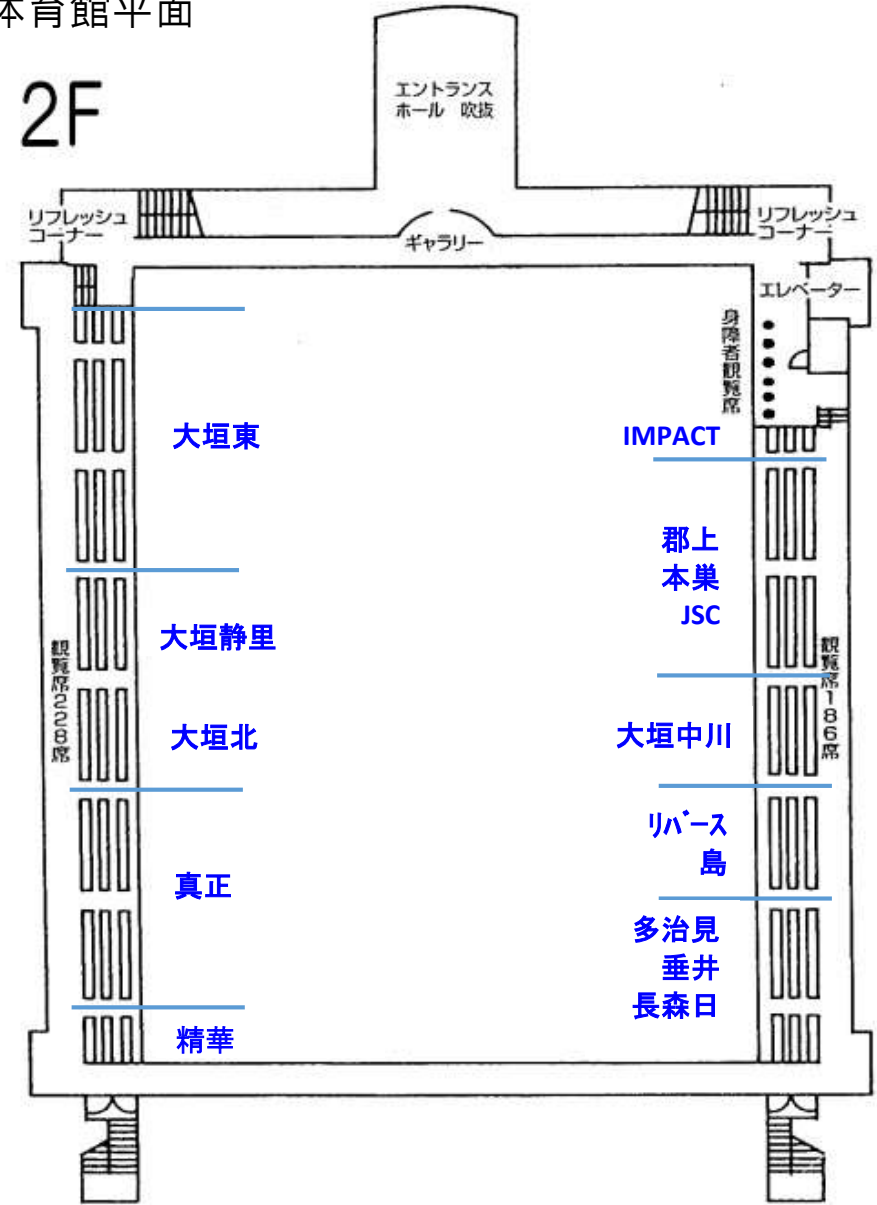 体育館平面
2F
エントランス
ホール 吹抜
リフレッシュ
コーナー
ギャラリー
リフレッシュ
コーナー
エレベーター
身障者観覧席
大垣東
IMPACT
郡上
本巣
JSC
大垣静里
観覧席228席
観覧席186席
大垣北
大垣中川
リバース
島
真正
多治見
垂井
長森日
精華